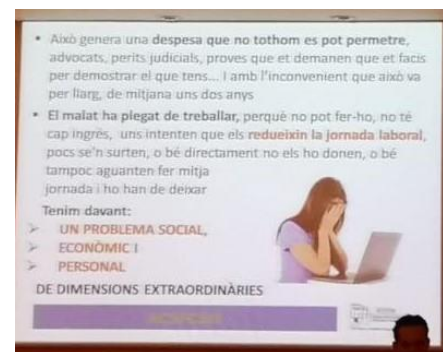 • Això genera una despesa que no tothom es pot permetre,
advocats, perits judicials, proves que et demanen que et facis
per demostrar el que tens... I amb l'inconvenient que això va
per llarg, de mitjana uns dos anys
• El malat ha plegat de treballar, perquè no pot fer-ho, no té
cap ingrés, uns intenten que els redueixin la jornada laboral,
pocs se'n surten, o bé directament no els ho donen, o bé
tampoc aguanten fer mitja
jornada i ho han de deixar
Tenim davant:
➢ UN PROBLEMA SOCIAL,
➢ ECONÒMIC I
➢ PERSONAL
DE DIMENSIONS EXTRAORDINÀRIES